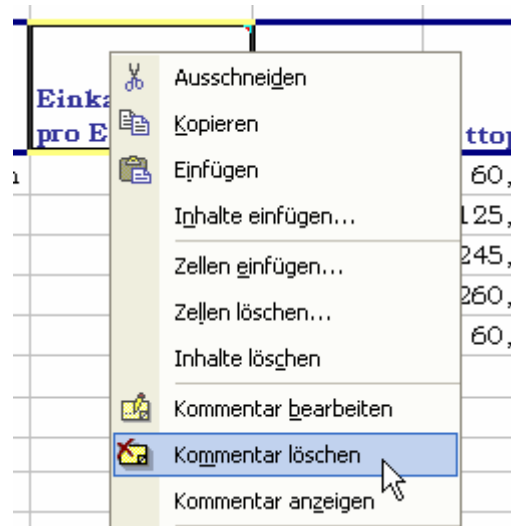 Einka
pro E
ttop
Ausschneiden
Kopieren
Einfügen
Inhalte einfügen...
Zellen einfügen...
Zellen löschen...
Inhalte löschen
Kommentar bearbeiten
Kommentar löschen
Kommentar anzeigen
60,
125,
245,
260,
60,